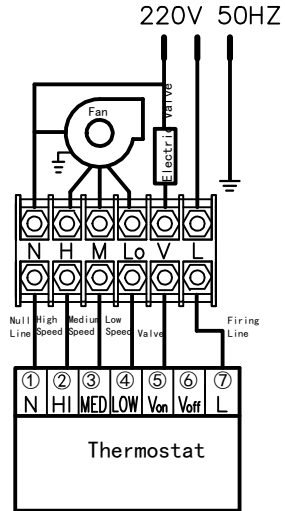 220V 50HZ
Fan
Electric Valve
N H M Lo V L
Null Line
High Speed
Medium Speed
Low Speed
Valve
Firing Line
① ② ③ ④ ⑤ ⑥ ⑦
N HI MED LOW Von Voff L
Thermostat